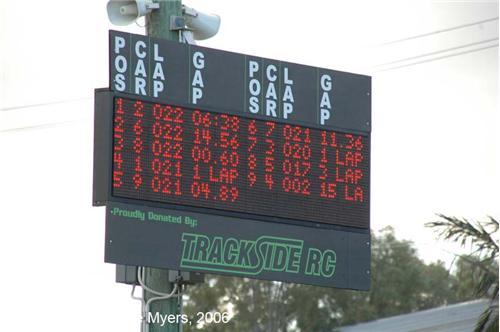 POS CAR LAP GAP POS CAR LAP GAP
1 2 022 06:38 6 7 021 11.36
2 6 022 14.56 7 3 020 1 LAP
3 8 022 00.60 8 5 017 3 LAP
4 1 021 1 LAP 9 4 002 15 LA
5 9 021 04.89
Proudly Donated By:
TRACKSIDE RC
Myers, 2006